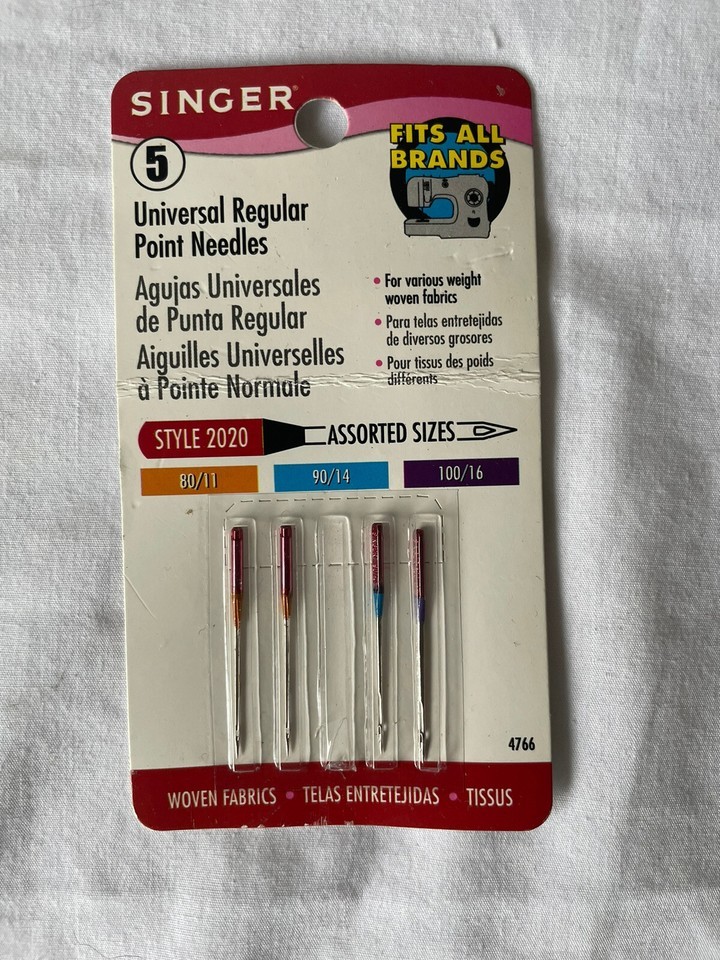 SINGER
5
FITS ALL
BRANDS
Universal Regular
Point Needles
Agujas Universales
de Punta Regular
Aiguilles Universelles
à Pointe Normale
• For various weight
woven fabrics
• Para telas entretejidas
de diversos grosores
• Pour tissus des poids
différents
STYLE 2020 ASSORTED SIZES
80/11 90/14 100/16
4766
WOVEN FABRICS • TELAS ENTRETEJIDAS • TISSUS